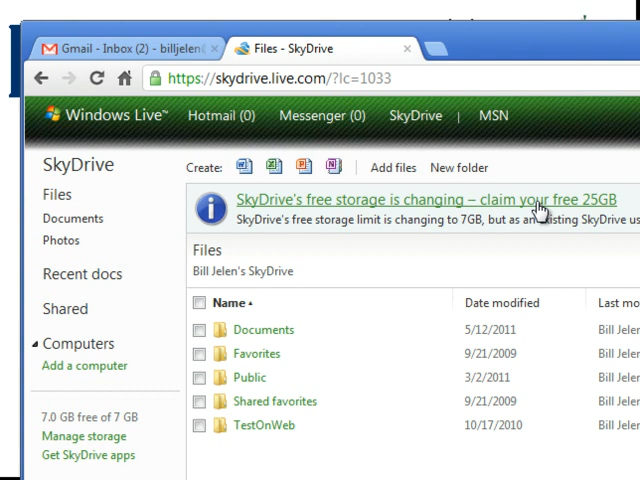 Gmail - Inbox (2) - billjelen
Files - SkyDrive
https://skydrive.live.com/?lc=1033
Windows Live™ Hotmail (0) Messenger (0) SkyDrive | MSN
SkyDrive
Create: Add files New folder
Files
Documents
Photos
Recent docs
Shared
Computers
Add a computer
7.0 GB free of 7 GB
Manage storage
Get SkyDrive apps
SkyDrive's free storage is changing – claim your free 25GB
SkyDrive's free storage limit is changing to 7GB, but as an existing SkyDrive us
Files
Bill Jelen's SkyDrive
Name Date modified Last mo
Documents 5/12/2011 Bill Jeler
Favorites 9/21/2009 Bill Jeler
Public 3/2/2011 Bill Jeler
Shared favorites 9/21/2009 Bill Jeler
TestOnWeb 10/17/2010 Bill Jeler